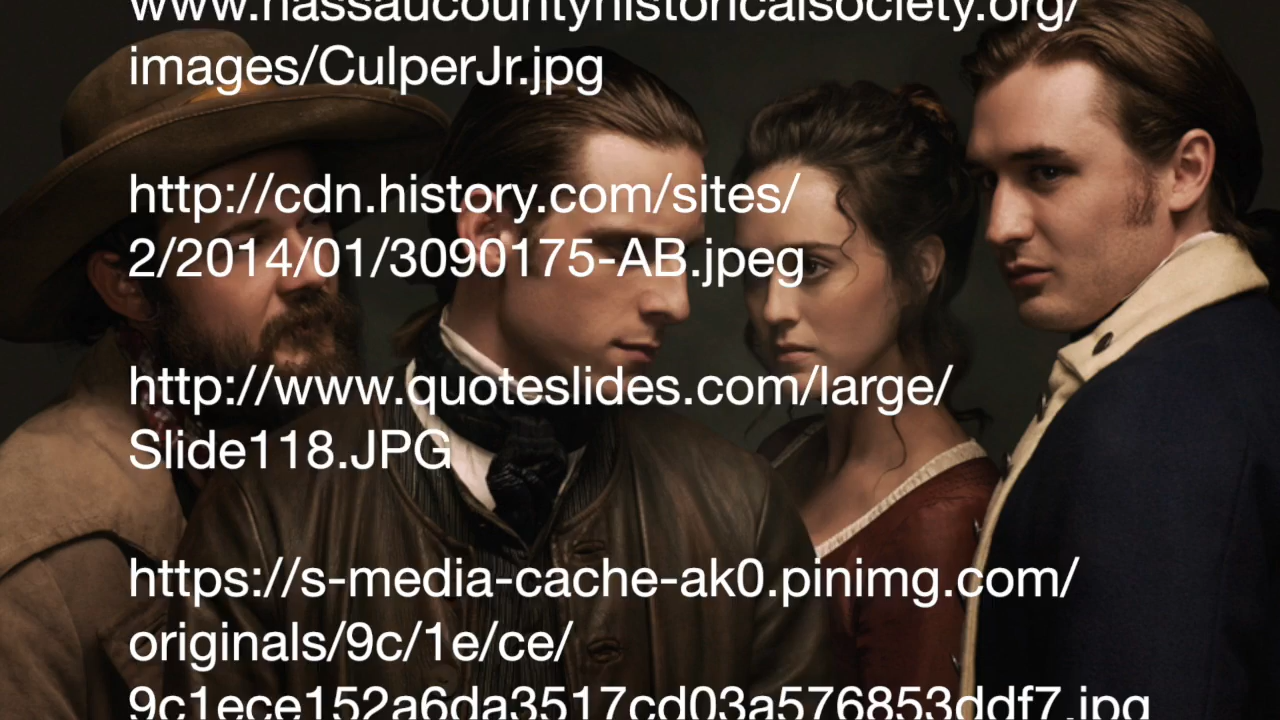 www.nassaucountyhistoricalsociety.org/
images/CulperJr.jpg
http://cdn.history.com/sites/
2/2014/01/3090175-AB.jpeg
http://www.quoteslides.com/large/
Slide118.JPG
https://s-media-cache-ak0.pinimg.com/
originals/9c/1e/ce/
9c1ece152a6da3517cd03a576853ddf7.jpg